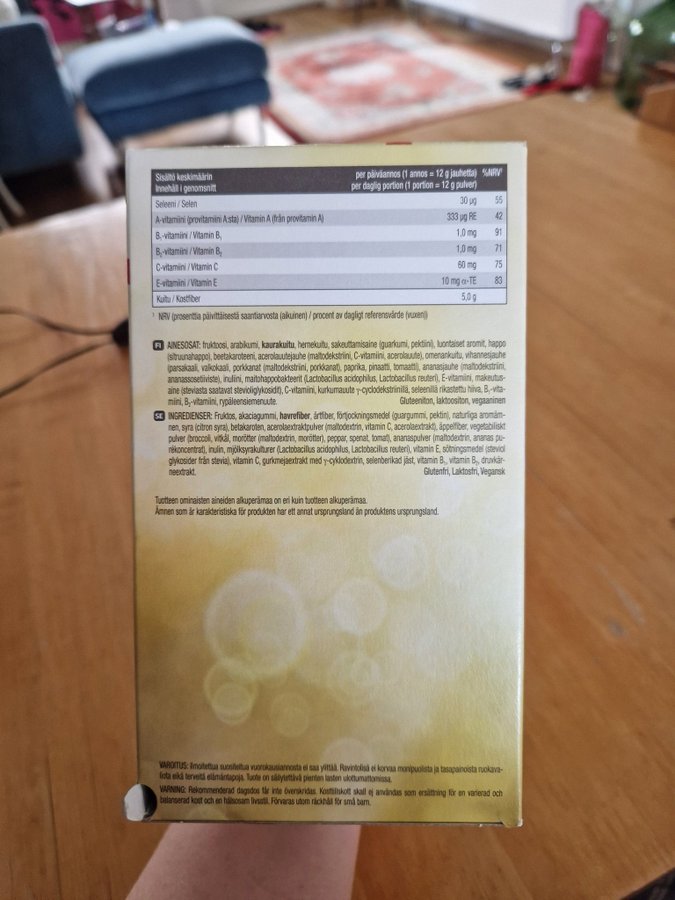 Sisältö keskimäärin per päiväannos (1 annos = 12 g jauhetta) %NRV¹
Innehåll i genomsnitt per daglig portion (1 portion = 12 g pulver)
Seleeni / Selen 30 µg 55
A-vitamiini (provitamiini A:sta) / Vitamin A (från provitamin A) 333 µg RE 42
B₁-vitamiini / Vitamin B₁ 1,0 mg 91
B₂-vitamiini / Vitamin B₂ 1,0 mg 71
C-vitamiini / Vitamin C 60 mg 75
E-vitamiini / Vitamin E 10 mg α-TE 83
Kuitu / Kostfiber 5,0 g
¹ NRV (prosenttia päivittäisestä saantiarvosta (aikuinen) / procent av dagligt referensvärde (vuxen))
FI AINESOSAT: fruktoosi, arabikumi, kaurakuitu, hernekuitu, sakeuttamisaine (guarkumi, pektiini), luontaiset aromit, happo
(sitruunahappo), beetakaroteeni, acerolautejauhe (maltodekstriini, C-vitamiini, acerolauute), omenankuitu, vihannesjauhe
(parsakaali, valkokaali, porkkanat (maltodekstriini, porkkanat), paprika, pinaatti, tomaatti), ananasjauhe (maltodekstriini,
ananassosetiiviste), inuliini, maitohappobakteerit (Lactobacillus acidophilus, Lactobacillus reuteri), E-vitamiini, makeutus-
aine (steviasta saatavat stevioliglykosidit), C-vitamiini, kurkumauute γ-cyclodekstriinillä, seleenillä rikastettu hiiva, B₁-vita-
miini, B₂-vitamiini, rypäleensiemenuute. Gluteeniton, laktoositon, vegaaninen
SE INGREDIENSER: Fruktos, akaciagummi, havrefiber, ärtfiber, förtjockningsmedel (guargummi, pektin), naturliga aromäm-
nen, syra (citron syra), betakaroten, acerolaextraktpulver (maltodextrin, vitamin C, acerolaextrakt), äppelfiber, vegetabiliskt
pulver (broccoli, vitkål, morötter (maltodextrin, morötter), peppar, spenat, tomat), ananaspulver (maltodextrin, ananas pu-
rékoncentrat), inulin, mjölksyrakulturer (Lactobacillus acidophilus, Lactobacillus reuteri), vitamin E, sötningsmedel (steviol
glykosider från stevia), vitamin C, gurkmejaextrakt med γ-cyklodextrin, selenberikad jäst, vitamin B₁, vitamin B₂, druvkär-
neextrakt. Glutenfri, Laktosfri, Vegansk
Tuotteen ominaisten aineiden alkuperämaa on eri kuin tuotteen alkuperämaa.
Ämnen som är karakteristiska för produkten har ett annat ursprungsland än produktens ursprungsland.
VAROITUS: Ilmoitettua suositeltua vuorokausiannosta ei saa ylittää. Ravintolisä ei korvaa monipuolista ja tasapainoista ruokava-
liota eikä terveitä elämäntapoja. Tuote on säilytettävä pienten lasten ulottumattomissa.
VARNING: Rekommenderad dagsdos får inte överskridas. Kosttillskott skall ej användas som ersättning för en varierad och
balanserad kost och en hälsosam livsstil. Förvaras utom räckhåll för små barn.